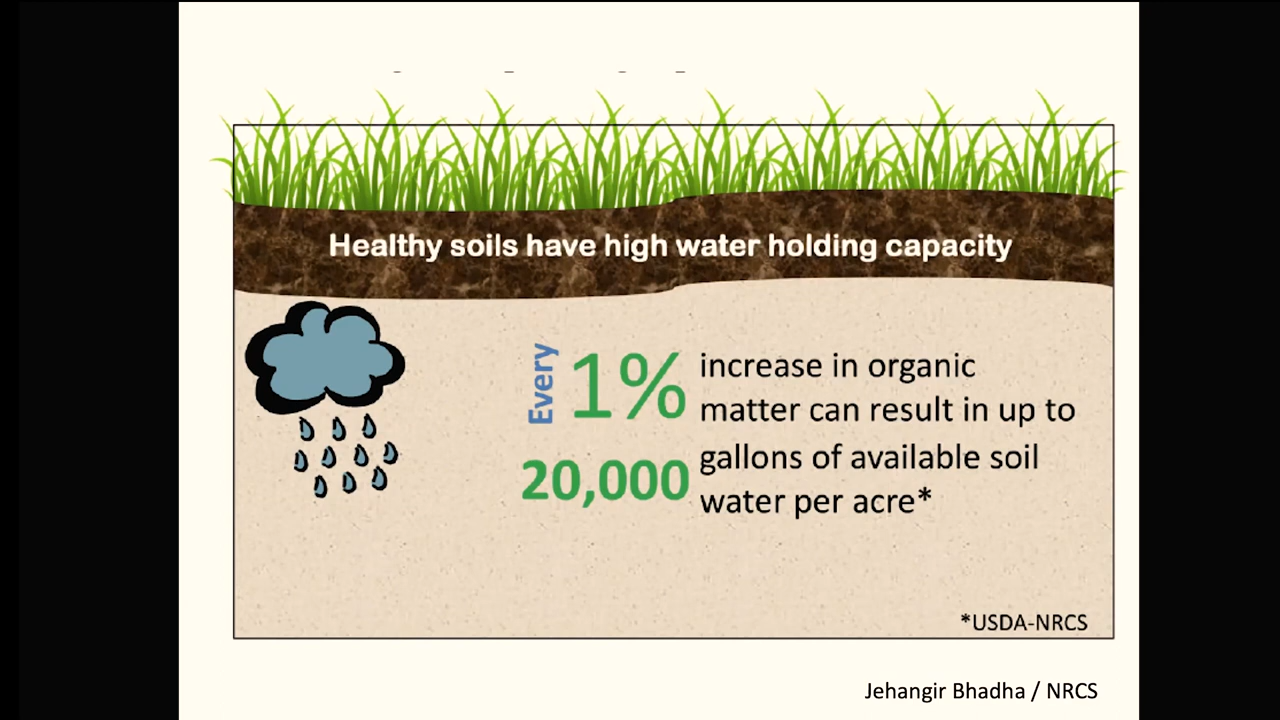 Healthy soils have high water holding capacity
Every 1% increase in organic
matter can result in up to
20,000 gallons of available soil
water per acre*
*USDA-NRCS
Jehangir Bhadha / NRCS